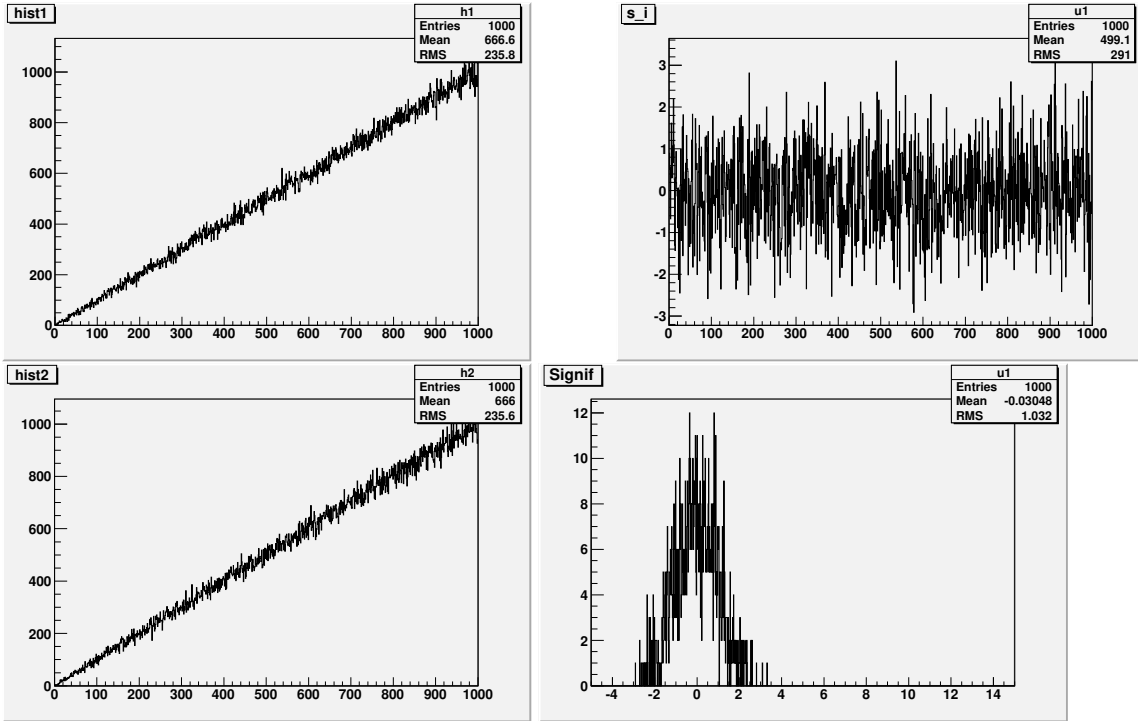 hist1
h1
Entries 1000
Mean 666.6
RMS 235.8
1000
800
600
400
200
0
0 100 200 300 400 500 600 700 800 900 1000
s_i
u1
Entries 1000
Mean 499.1
RMS 291
3
2
1
0
-1
-2
-3
0 100 200 300 400 500 600 700 800 900 1000
hist2
h2
Entries 1000
Mean 666
RMS 235.6
1000
800
600
400
200
0
0 100 200 300 400 500 600 700 800 900 1000
Signif
u1
Entries 1000
Mean -0.03048
RMS 1.032
12
10
8
6
4
2
0
-4 -2 0 2 4 6 8 10 12 14